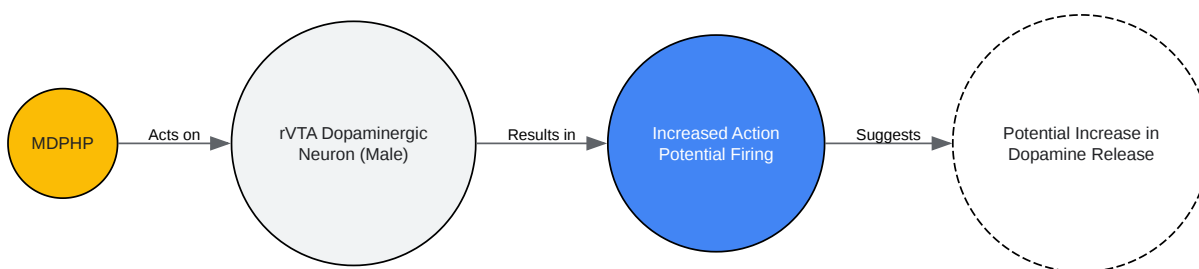 MDPHP
Acts on
rVTA Dopaminergic
Neuron (Male)
Results in
Increased Action
Potential Firing
Suggests
Potential Increase in
Dopamine Release